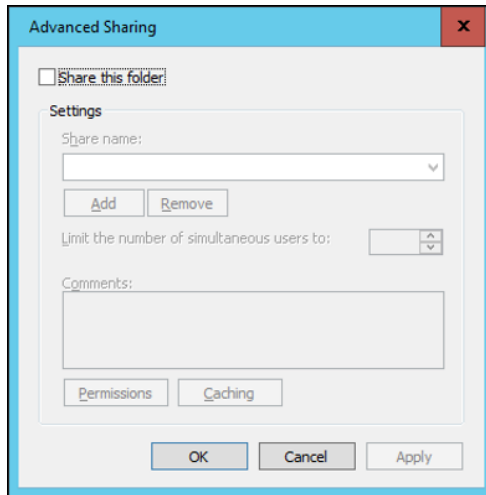 Advanced Sharing x
Share this folder
Settings
Share name:
Add Remove
Limit the number of simultaneous users to:
Comments:
Permissions Caching
OK Cancel Apply